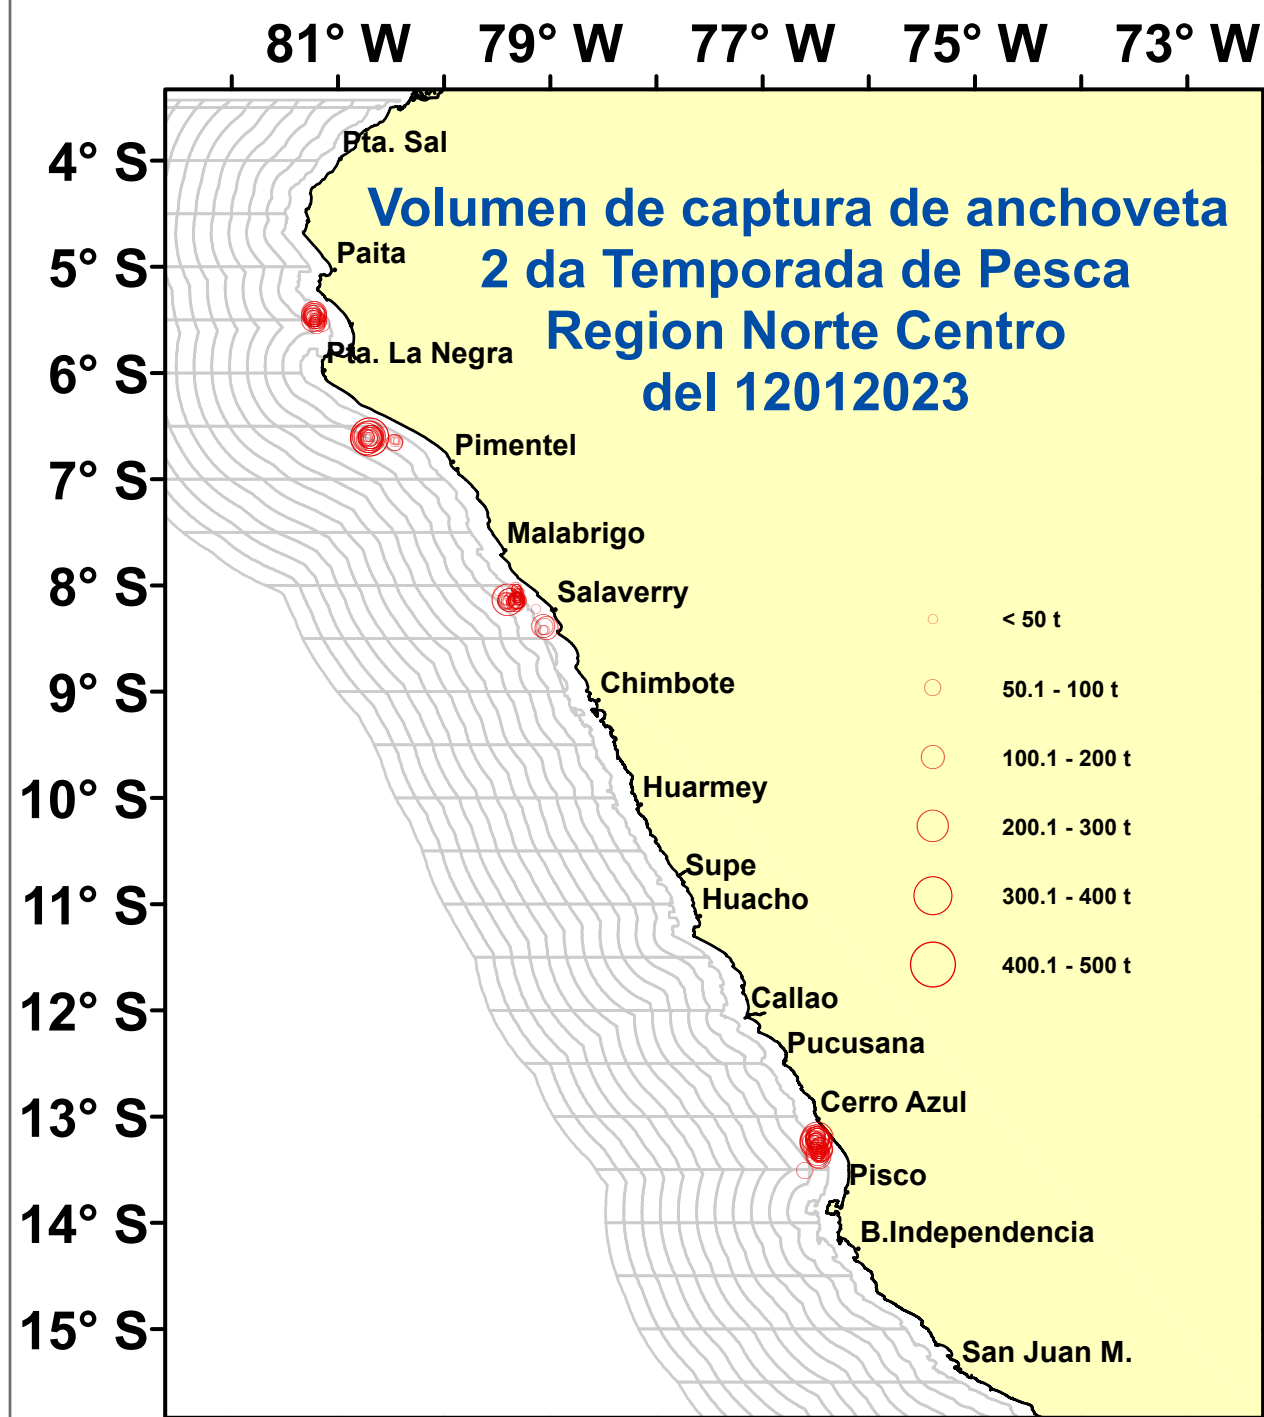 81° W 79° W 77° W 75° W 73° W
4° S
5° S
6° S
7° S
8° S
9° S
10° S
11° S
12° S
13° S
14° S
15° S
Volumen de captura de anchoveta
2 da Temporada de Pesca
Region Norte Centro
del 12012023
Pta. Sal
Paita
Pta. La Negra
Pimentel
Malabrigo
Salaverry
Chimbote
Huarmey
Supe
Huacho
Callao
Pucusana
Cerro Azul
Pisco
B.Independencia
San Juan M.
< 50 t
50.1 - 100 t
100.1 - 200 t
200.1 - 300 t
300.1 - 400 t
400.1 - 500 t